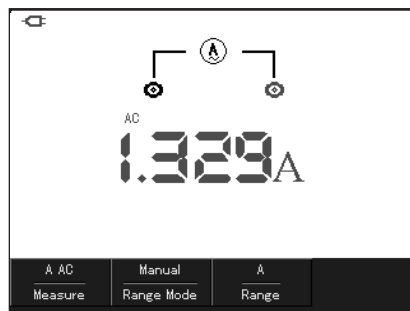 A
AC
1.329A
A AC Manual A
Measure Range Mode Range